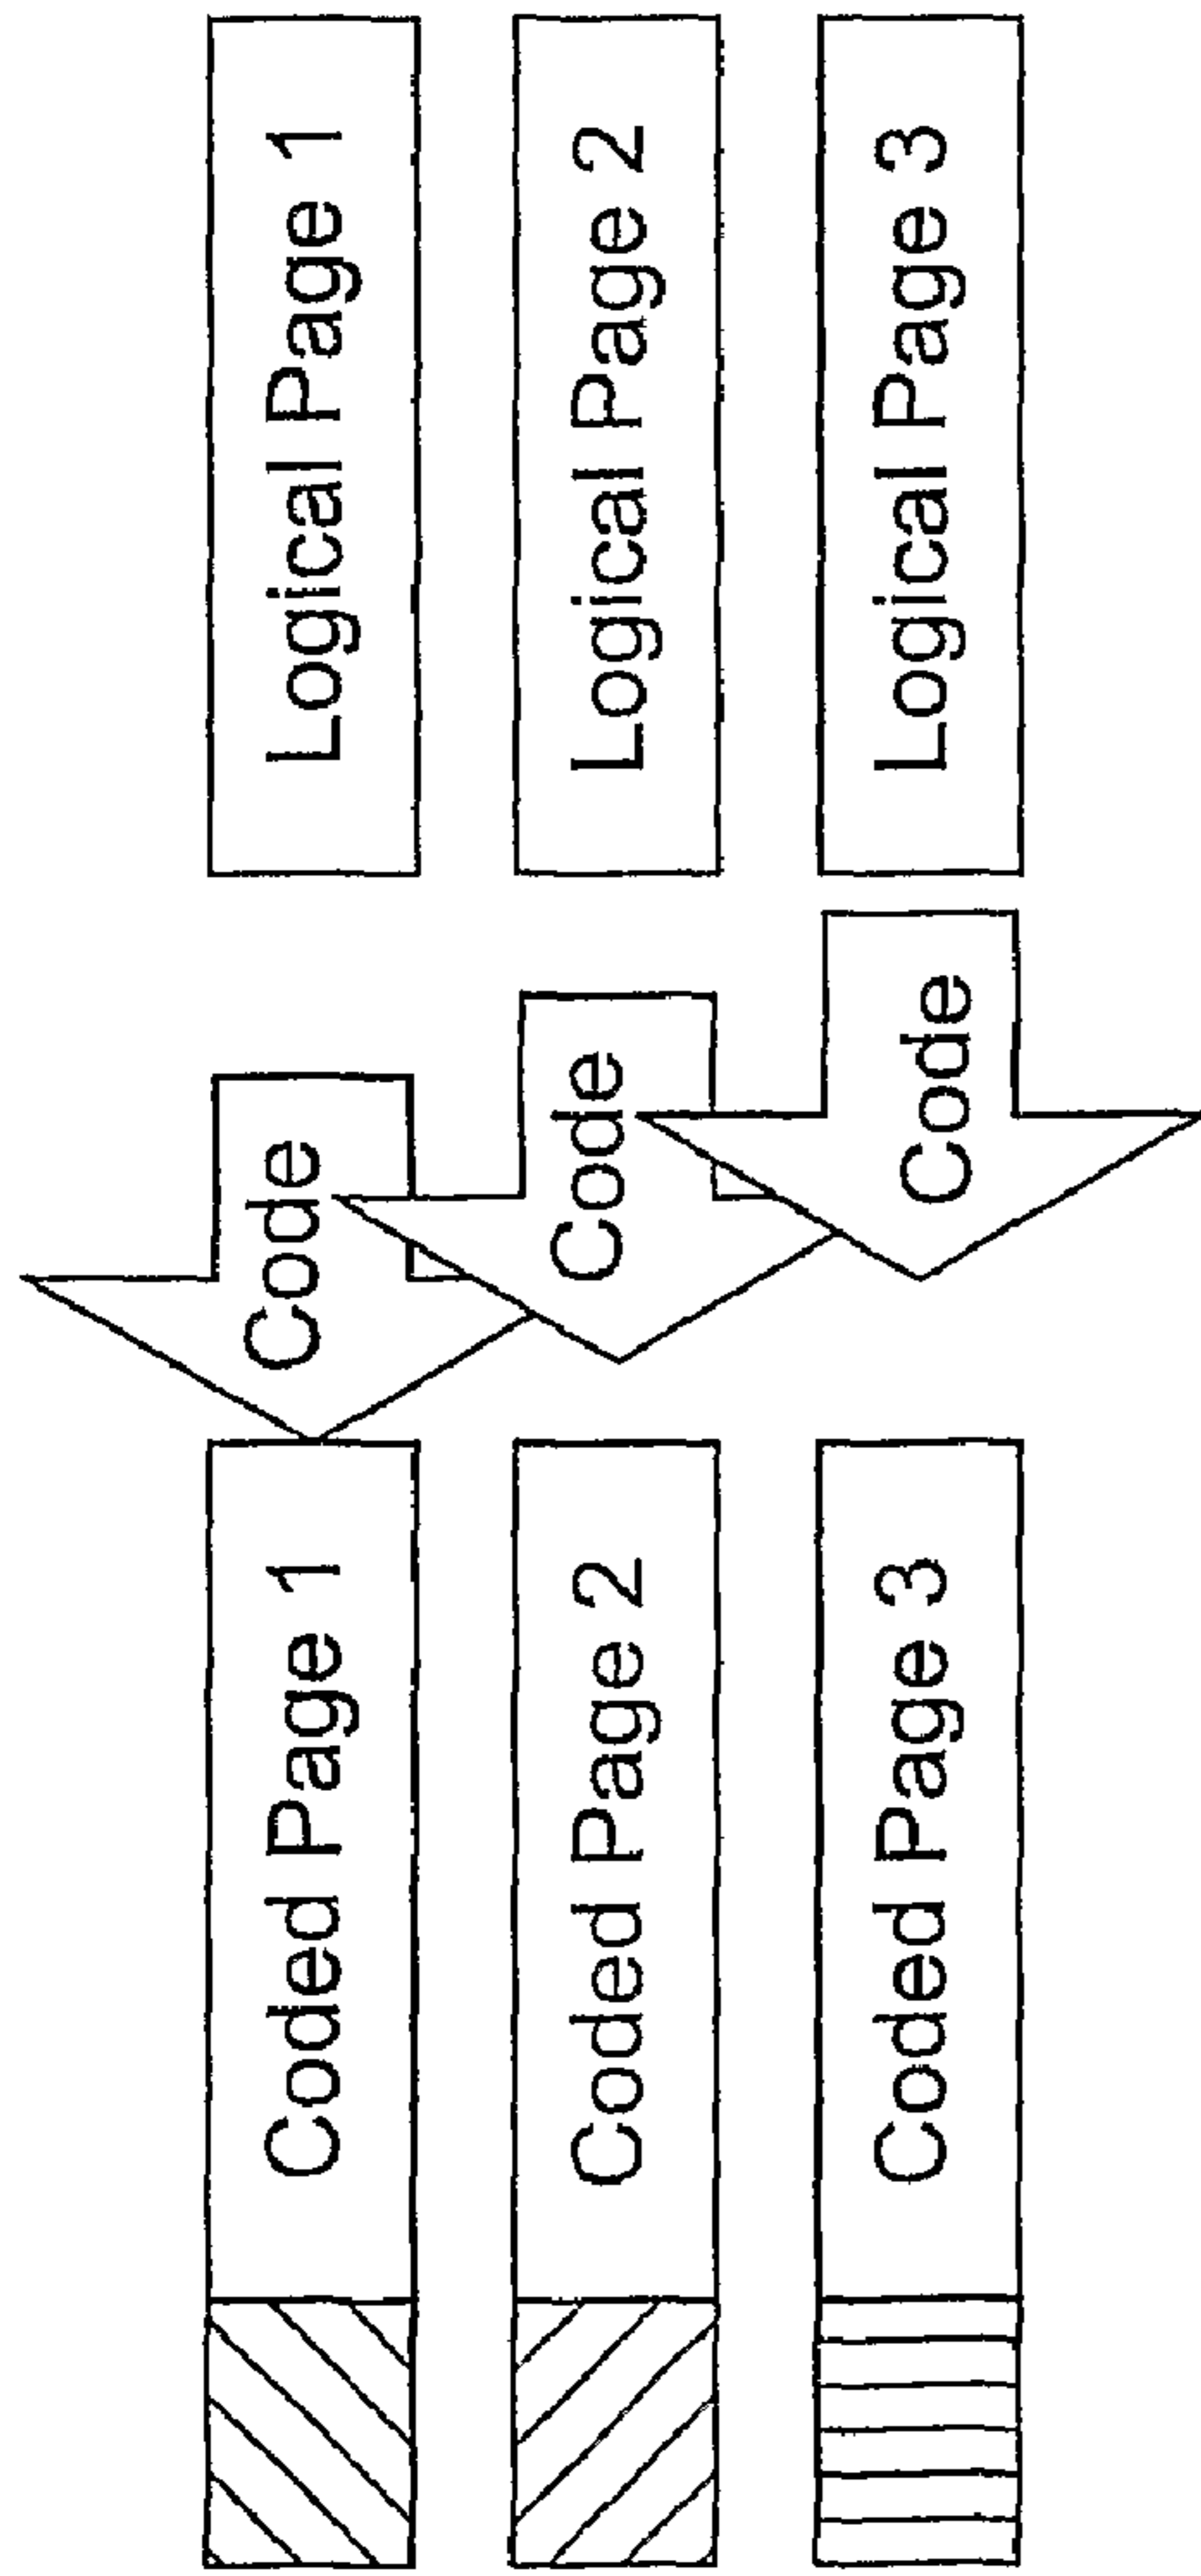 Coded Page 1
Code
Logical Page 1
Coded Page 2
Code
Logical Page 2
Coded Page 3
Code
Logical Page 3